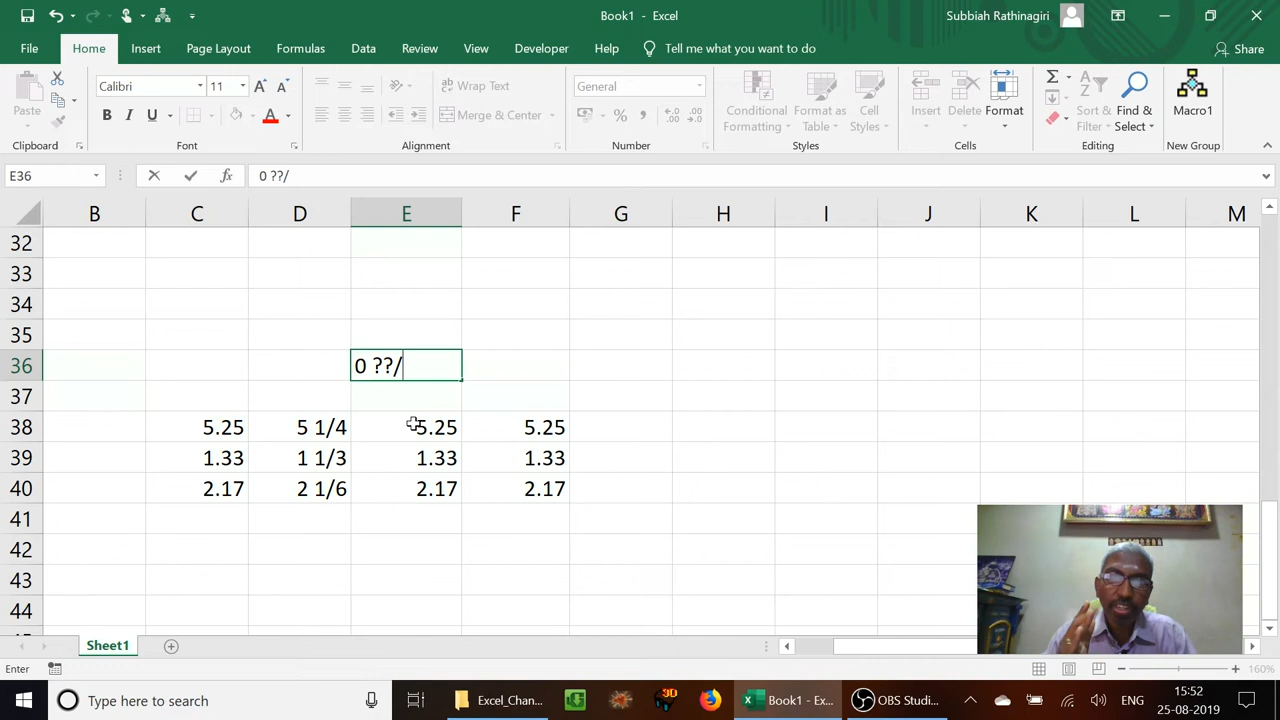 Book1 - Excel
Subbiah Rathinagiri
File Home Insert Page Layout Formulas Data Review View Developer Help Tell me what you want to do Share
Paste
Calibri 11
B I U A
ab Wrap Text
Merge & Center
General
% ,
Conditional Formatting
Format as Table
Cell Styles
Insert
Delete
Format
Sort & Filter
Find & Select
Macro1
Clipboard Font Alignment Number Styles Cells Editing New Group
E36 fx 0 ??/
B C D E F G H I J K L M
32
33
34
35
36 0 ??/
37
38 5.25 5 1/4 5.25 5.25
39 1.33 1 1/3 1.33 1.33
40 2.17 2 1/6 2.17 2.17
41
42
43
44
Sheet1
Enter 160%
Type here to search
Excel_Chan...
Book1 - Exc...
OBS Studi...
ENG
15:52
25-08-2019